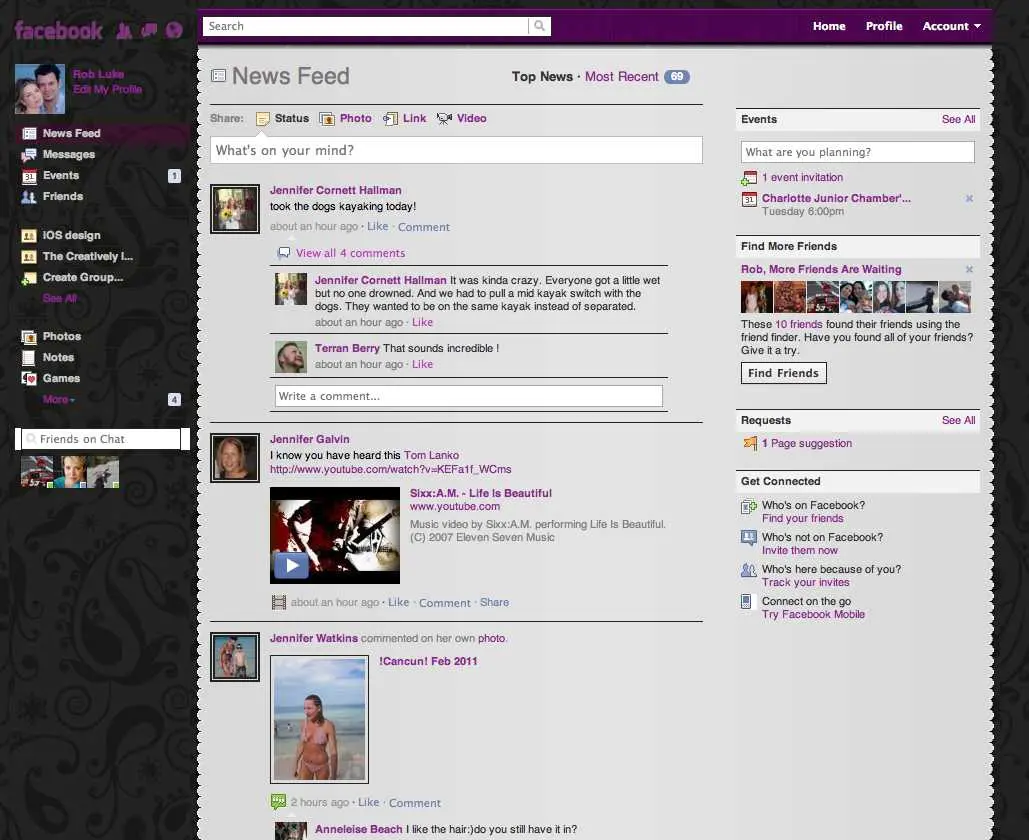 facebook
Search
Home Profile Account
Rob Luke
Edit My Profile
News Feed
Messages
Events 1
Friends
iOS design
The Creatively I...
Create Group...
See All
Photos
Notes
Games
More 4
Friends on Chat
News Feed
Top News · Most Recent 69
Share: Status Photo Link Video
What's on your mind?
Jennifer Cornett Hallman
took the dogs kayaking today!
about an hour ago · Like · Comment
View all 4 comments
Jennifer Cornett Hallman It was kinda crazy. Everyone got a little wet
but no one drowned. And we had to pull a mid kayak switch with the
dogs. They wanted to be on the same kayak instead of separated.
about an hour ago · Like
Terran Berry That sounds incredible !
about an hour ago · Like
Write a comment...
Jennifer Galvin
I know you have heard this Tom Lanko
http://www.youtube.com/watch?v=KEFa1f_WCms
Sixx:A.M. - Life Is Beautiful
www.youtube.com
Music video by Sixx:A.M. performing Life Is Beautiful.
(C) 2007 Eleven Seven Music
about an hour ago · Like · Comment · Share
Jennifer Watkins commented on her own photo.
!Cancun! Feb 2011
2 hours ago · Like · Comment
Anneleise Beach I like the hair:)do you still have it in?
Events See All
What are you planning?
1 event invitation
31 Charlotte Junior Chamber'... ×
Tuesday 6:00pm
Find More Friends
Rob, More Friends Are Waiting ×
These 10 friends found their friends using the
friend finder. Have you found all of your friends?
Give it a try.
Find Friends
Requests See All
1 Page suggestion
Get Connected
Who's on Facebook?
Find your friends
Who's not on Facebook?
Invite them now
Who's here because of you?
Track your invites
Connect on the go
Try Facebook Mobile